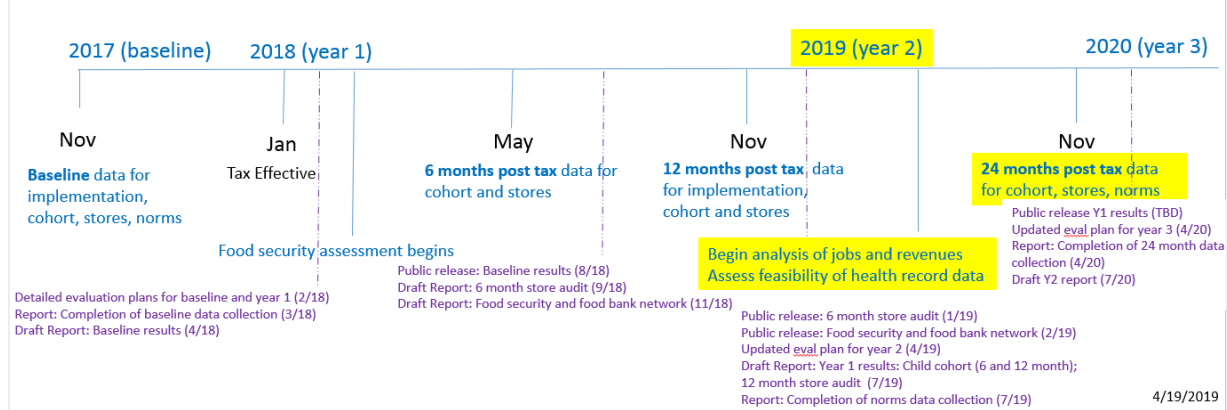 2017 (baseline)
2018 (year 1)
2019 (year 2)
2020 (year 3)
Nov
Baseline data for
implementation,
cohort, stores, norms
Jan
Tax Effective
Food security assessment begins
May
6 months post tax data for
cohort and stores
Nov
12 months post tax data
for implementation,
cohort and stores
Nov
24 months post tax data
for cohort, stores, norms
Begin analysis of jobs and revenues
Assess feasibility of health record data
Detailed evaluation plans for baseline and year 1 (2/18)
Report: Completion of baseline data collection (3/18)
Draft Report: Baseline results (4/18)
Public release: Baseline results (8/18)
Draft Report: 6 month store audit (9/18)
Draft Report: Food security and food bank network (11/18)
Public release: 6 month store audit (1/19)
Public release: Food security and food bank network (2/19)
Updated eval plan for year 2 (4/19)
Draft Report: Year 1 results: Child cohort (6 and 12 month);
12 month store audit (7/19)
Report: Completion of norms data collection (7/19)
Public release Y1 results (TBD)
Updated eval plan for year 3 (4/20)
Report: Completion of 24 month data
collection (4/20)
Draft Y2 report (7/20)
4/19/2019